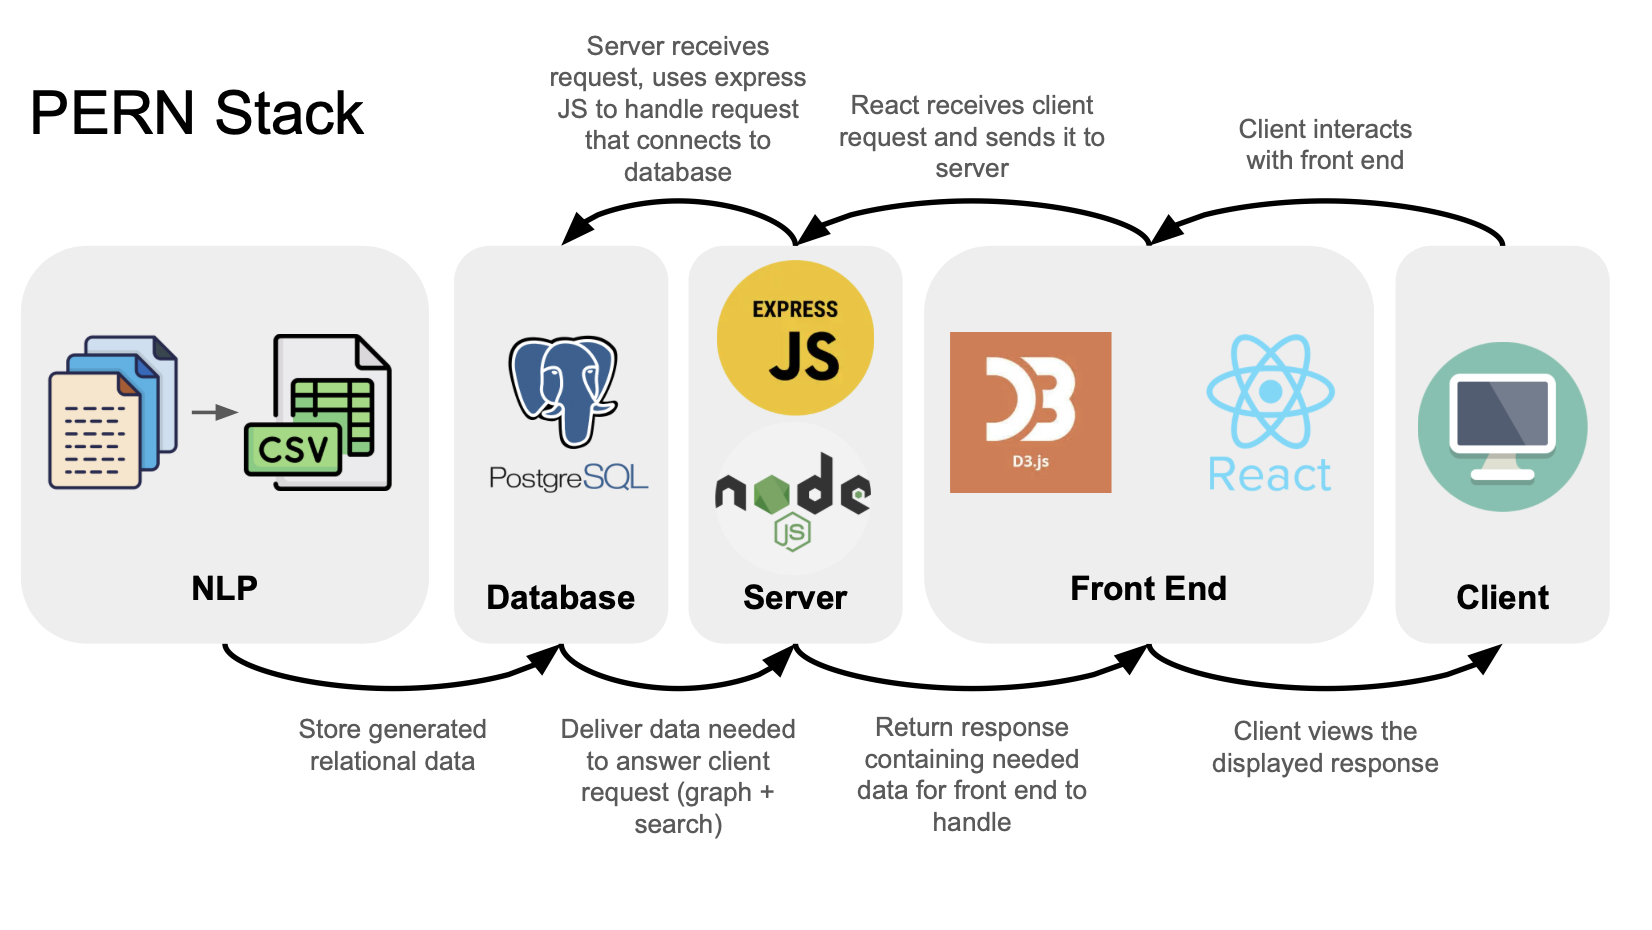 PERN Stack
Server receives
request, uses express
JS to handle request
that connects to
database
React receives client
request and sends it to
server
Client interacts
with front end
CSV
NLP
PostgreSQL
Database
EXPRESS
JS
node
JS
Server
D3
D3.js
React
Front End
Client
Store generated
relational data
Deliver data needed
to answer client
request (graph +
search)
Return response
containing needed
data for front end to
handle
Client views the
displayed response